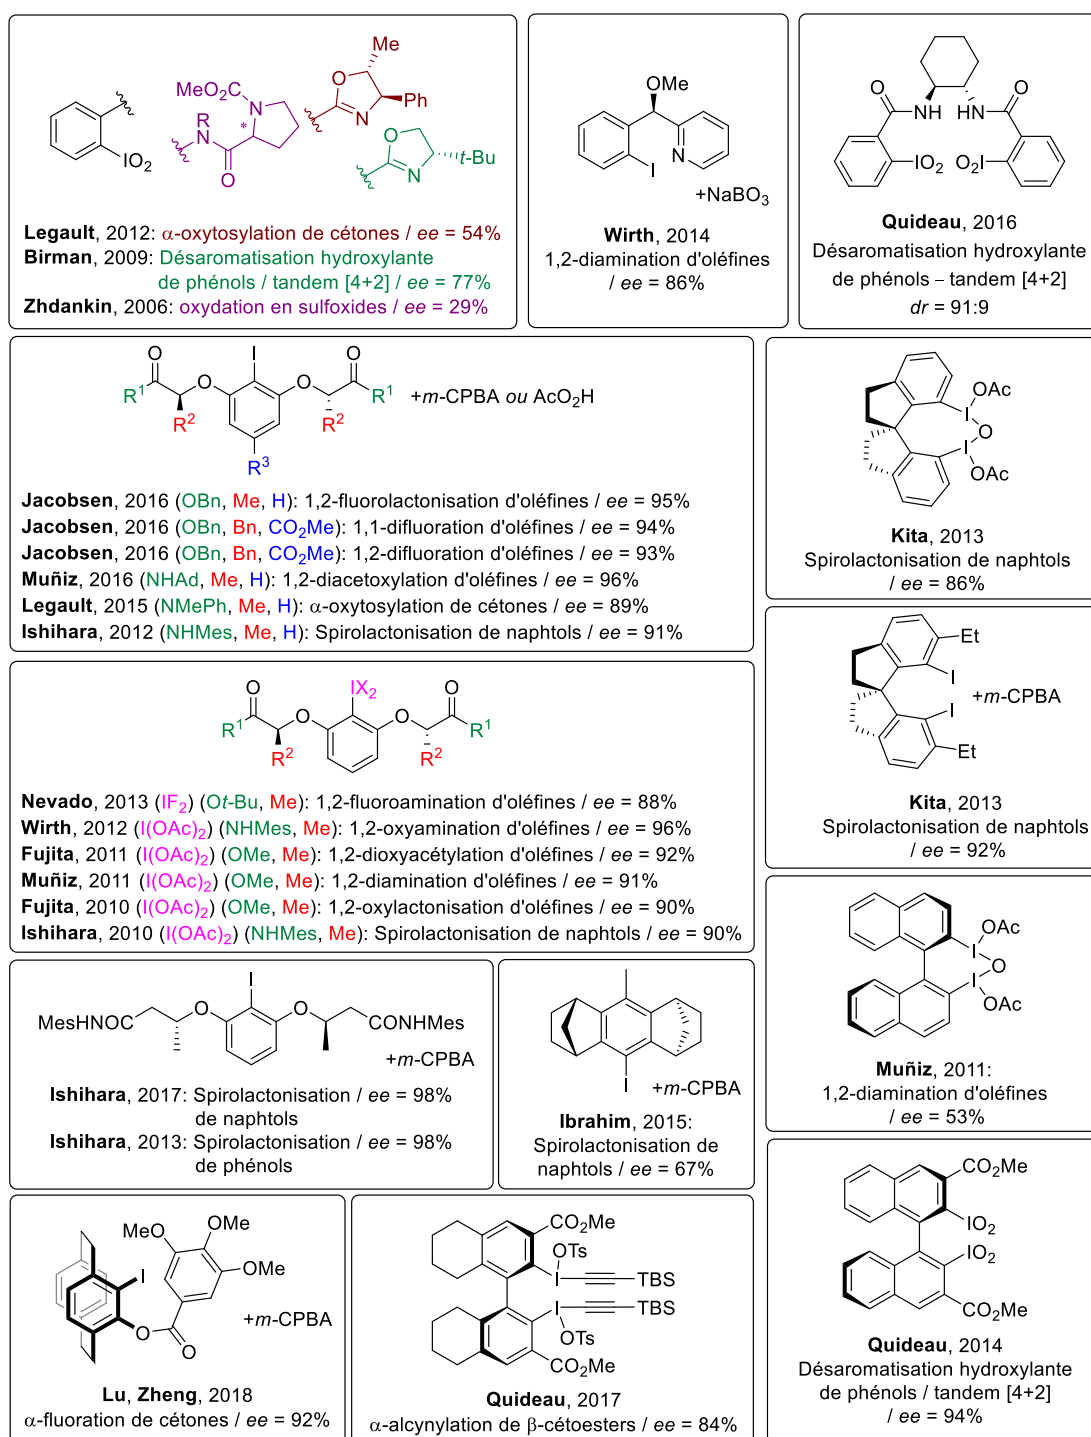 IO₂
MeO₂C
N
*
R
N
O
Me
O
N
Ph
O
N
t-Bu
Legault, 2012: α-oxytosylation de cétones / ee = 54%
Birman, 2009: Désaromatisation hydroxylante
de phénols / tandem [4+2] / ee = 77%
Zhdankin, 2006: oxydation en sulfoxides / ee = 29%
OMe
I
N
+NaBO₃
Wirth, 2014
1,2-diamination d'oléfines
/ ee = 86%
O
NH HN
O
IO₂ O₂I
Quideau, 2016
Désaromatisation hydroxylante
de phénols – tandem [4+2]
dr = 91:9
O
I
O
R¹
O
O
R¹
R²
R²
R³
+m-CPBA ou AcO₂H
Jacobsen, 2016 (OBn, Me, H): 1,2-fluorolactonisation d'oléfines / ee = 95%
Jacobsen, 2016 (OBn, Bn, CO₂Me): 1,1-difluoration d'oléfines / ee = 94%
Jacobsen, 2016 (OBn, Bn, CO₂Me): 1,2-difluoration d'oléfines / ee = 93%
Muñiz, 2016 (NHAd, Me, H): 1,2-diacetoxylation d'oléfines / ee = 96%
Legault, 2015 (NMePh, Me, H): α-oxytosylation de cétones / ee = 89%
Ishihara, 2012 (NHMes, Me, H): Spirolactonisation de naphtols / ee = 91%
OAc
I
O
I
OAc
Kita, 2013
Spirolactonisation de naphtols
/ ee = 86%
Et
I
I
Et
+m-CPBA
Kita, 2013
Spirolactonisation de naphtols
/ ee = 92%
O
IX₂
O
R¹
O
O
R¹
R²
R²
Nevado, 2013 (IF₂) (Ot-Bu, Me): 1,2-fluoroamination d'oléfines / ee = 88%
Wirth, 2012 (I(OAc)₂) (NHMes, Me): 1,2-oxyamination d'oléfines / ee = 96%
Fujita, 2011 (I(OAc)₂) (OMe, Me): 1,2-dioxyacétylation d'oléfines / ee = 92%
Muñiz, 2011 (I(OAc)₂) (OMe, Me): 1,2-diamination d'oléfines / ee = 91%
Fujita, 2010 (I(OAc)₂) (OMe, Me): 1,2-oxylactonisation d'oléfines / ee = 90%
Ishihara, 2010 (I(OAc)₂) (NHMes, Me): Spirolactonisation de naphtols / ee = 90%
OAc
I
O
I
OAc
Muñiz, 2011:
1,2-diamination d'oléfines
/ ee = 53%
I
MesHNOC
O
O
CONHMes
+m-CPBA
Ishihara, 2017: Spirolactonisation / ee = 98%
de naphtols
Ishihara, 2013: Spirolactonisation / ee = 98%
de phénols
I
+m-CPBA
Ibrahim, 2015:
Spirolactonisation de
naphtols / ee = 67%
CO₂Me
IO₂
IO₂
CO₂Me
Quideau, 2014
Désaromatisation hydroxylante
de phénols / tandem [4+2]
/ ee = 94%
OMe
MeO
OMe
I
O
O
+m-CPBA
Lu, Zheng, 2018
α-fluoration de cétones / ee = 92%
CO₂Me
OTs
I
TBS
I
TBS
OTs
CO₂Me
Quideau, 2017
α-alcynylation de β-cétoesters / ee = 84%